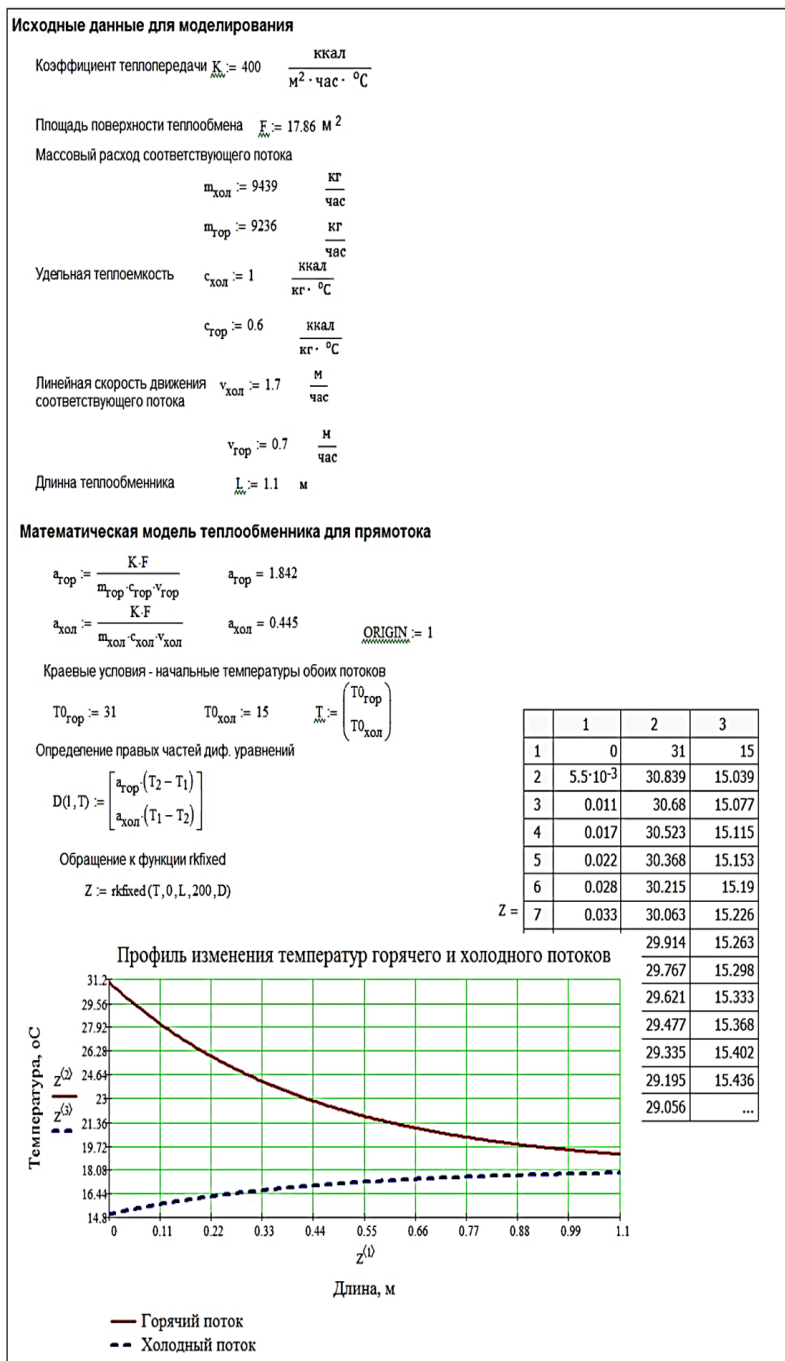 Исходные данные для моделирования
Коэффициент теплопередачи K := 400 ккал / м² · час · °C
Площадь поверхности теплообмена F := 17.86 м²
Массовый расход соответствующего потока
m_хол := 9439 кг / час
m_гор := 9236 кг / час
Удельная теплоемкость c_хол := 1 ккал / кг · °C
c_гор := 0.6 ккал / кг · °C
Линейная скорость движения соответствующего потока v_хол := 1.7 м / час
v_гор := 0.7 м / час
Длинна теплообменника L := 1.1 м
Математическая модель теплообменника для прямотока
a_гор := K·F / m_гор·c_гор·v_гор a_гор = 1.842
a_хол := K·F / m_хол·c_хол·v_хол a_хол = 0.445 ORIGIN := 1
Краевые условия - начальные температуры обоих потоков
T0_гор := 31 T0_хол := 15 T := (T0_гор T0_хол)
Определение правых частей диф. уравнений
D(l,T) := [a_гор·(T₂ − T₁) a_хол·(T₁ − T₂)]
Обращение к функции rkfixed
Z := rkfixed(T,0,L,200,D)
Z =
1 2 3
1 0 31 15
2 5.5·10⁻³ 30.839 15.039
3 0.011 30.68 15.077
4 0.017 30.523 15.115
5 0.022 30.368 15.153
6 0.028 30.215 15.19
7 0.033 30.063 15.226
29.914 15.263
29.767 15.298
29.621 15.333
29.477 15.368
29.335 15.402
29.195 15.436
29.056 ...
Профиль изменения температур горячего и холодного потоков
31.2
29.56
27.92
26.28
24.64
23
21.36
19.72
18.08
16.44
14.8
Температура, оС
Z⁽²⁾
Z⁽³⁾
0 0.11 0.22 0.33 0.44 0.55 0.66 0.77 0.88 0.99 1.1
Z⁽¹⁾
Длина, м
Горячий поток
Холодный поток